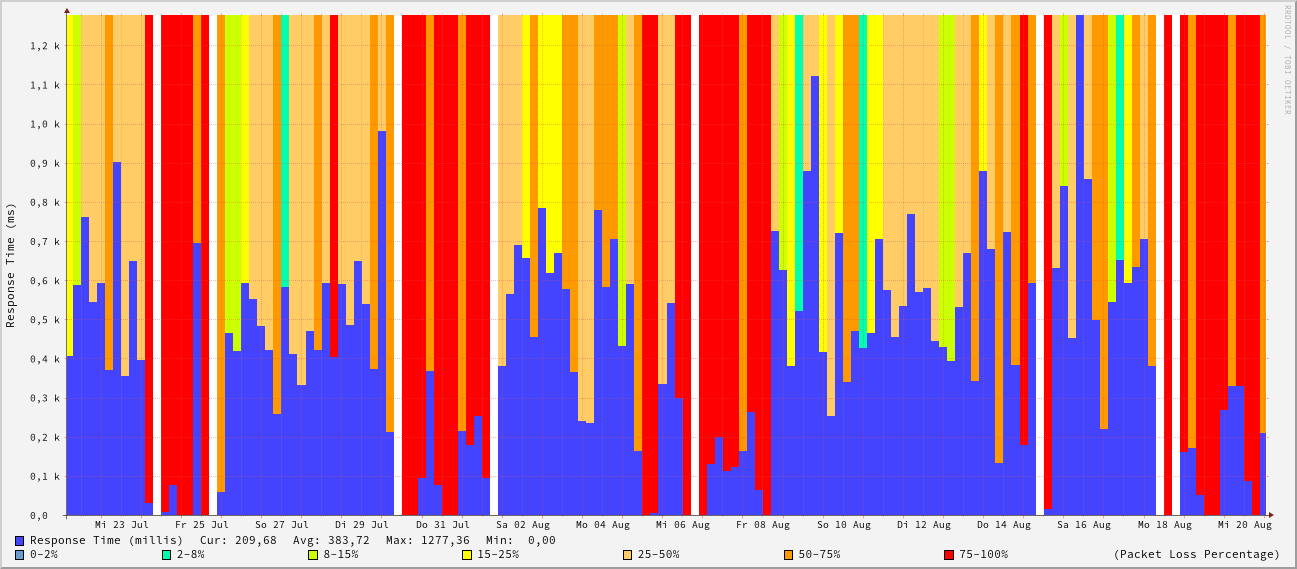 RRDTOOL / TOBI OETIKER
Response Time (ms)
1,2 k
1,1 k
1,0 k
0,9 k
0,8 k
0,7 k
0,6 k
0,5 k
0,4 k
0,3 k
0,2 k
0,1 k
0,0
Mi 23 Jul Fr 25 Jul So 27 Jul Di 29 Jul Do 31 Jul Sa 02 Aug Mo 04 Aug Mi 06 Aug Fr 08 Aug So 10 Aug Di 12 Aug Do 14 Aug Sa 16 Aug Mo 18 Aug Mi 20 Aug
Response Time (millis) Cur: 209,68 Avg: 383,72 Max: 1277,36 Min: 0,00
0-2% 2-8% 8-15% 15-25% 25-50% 50-75% 75-100% (Packet Loss Percentage)